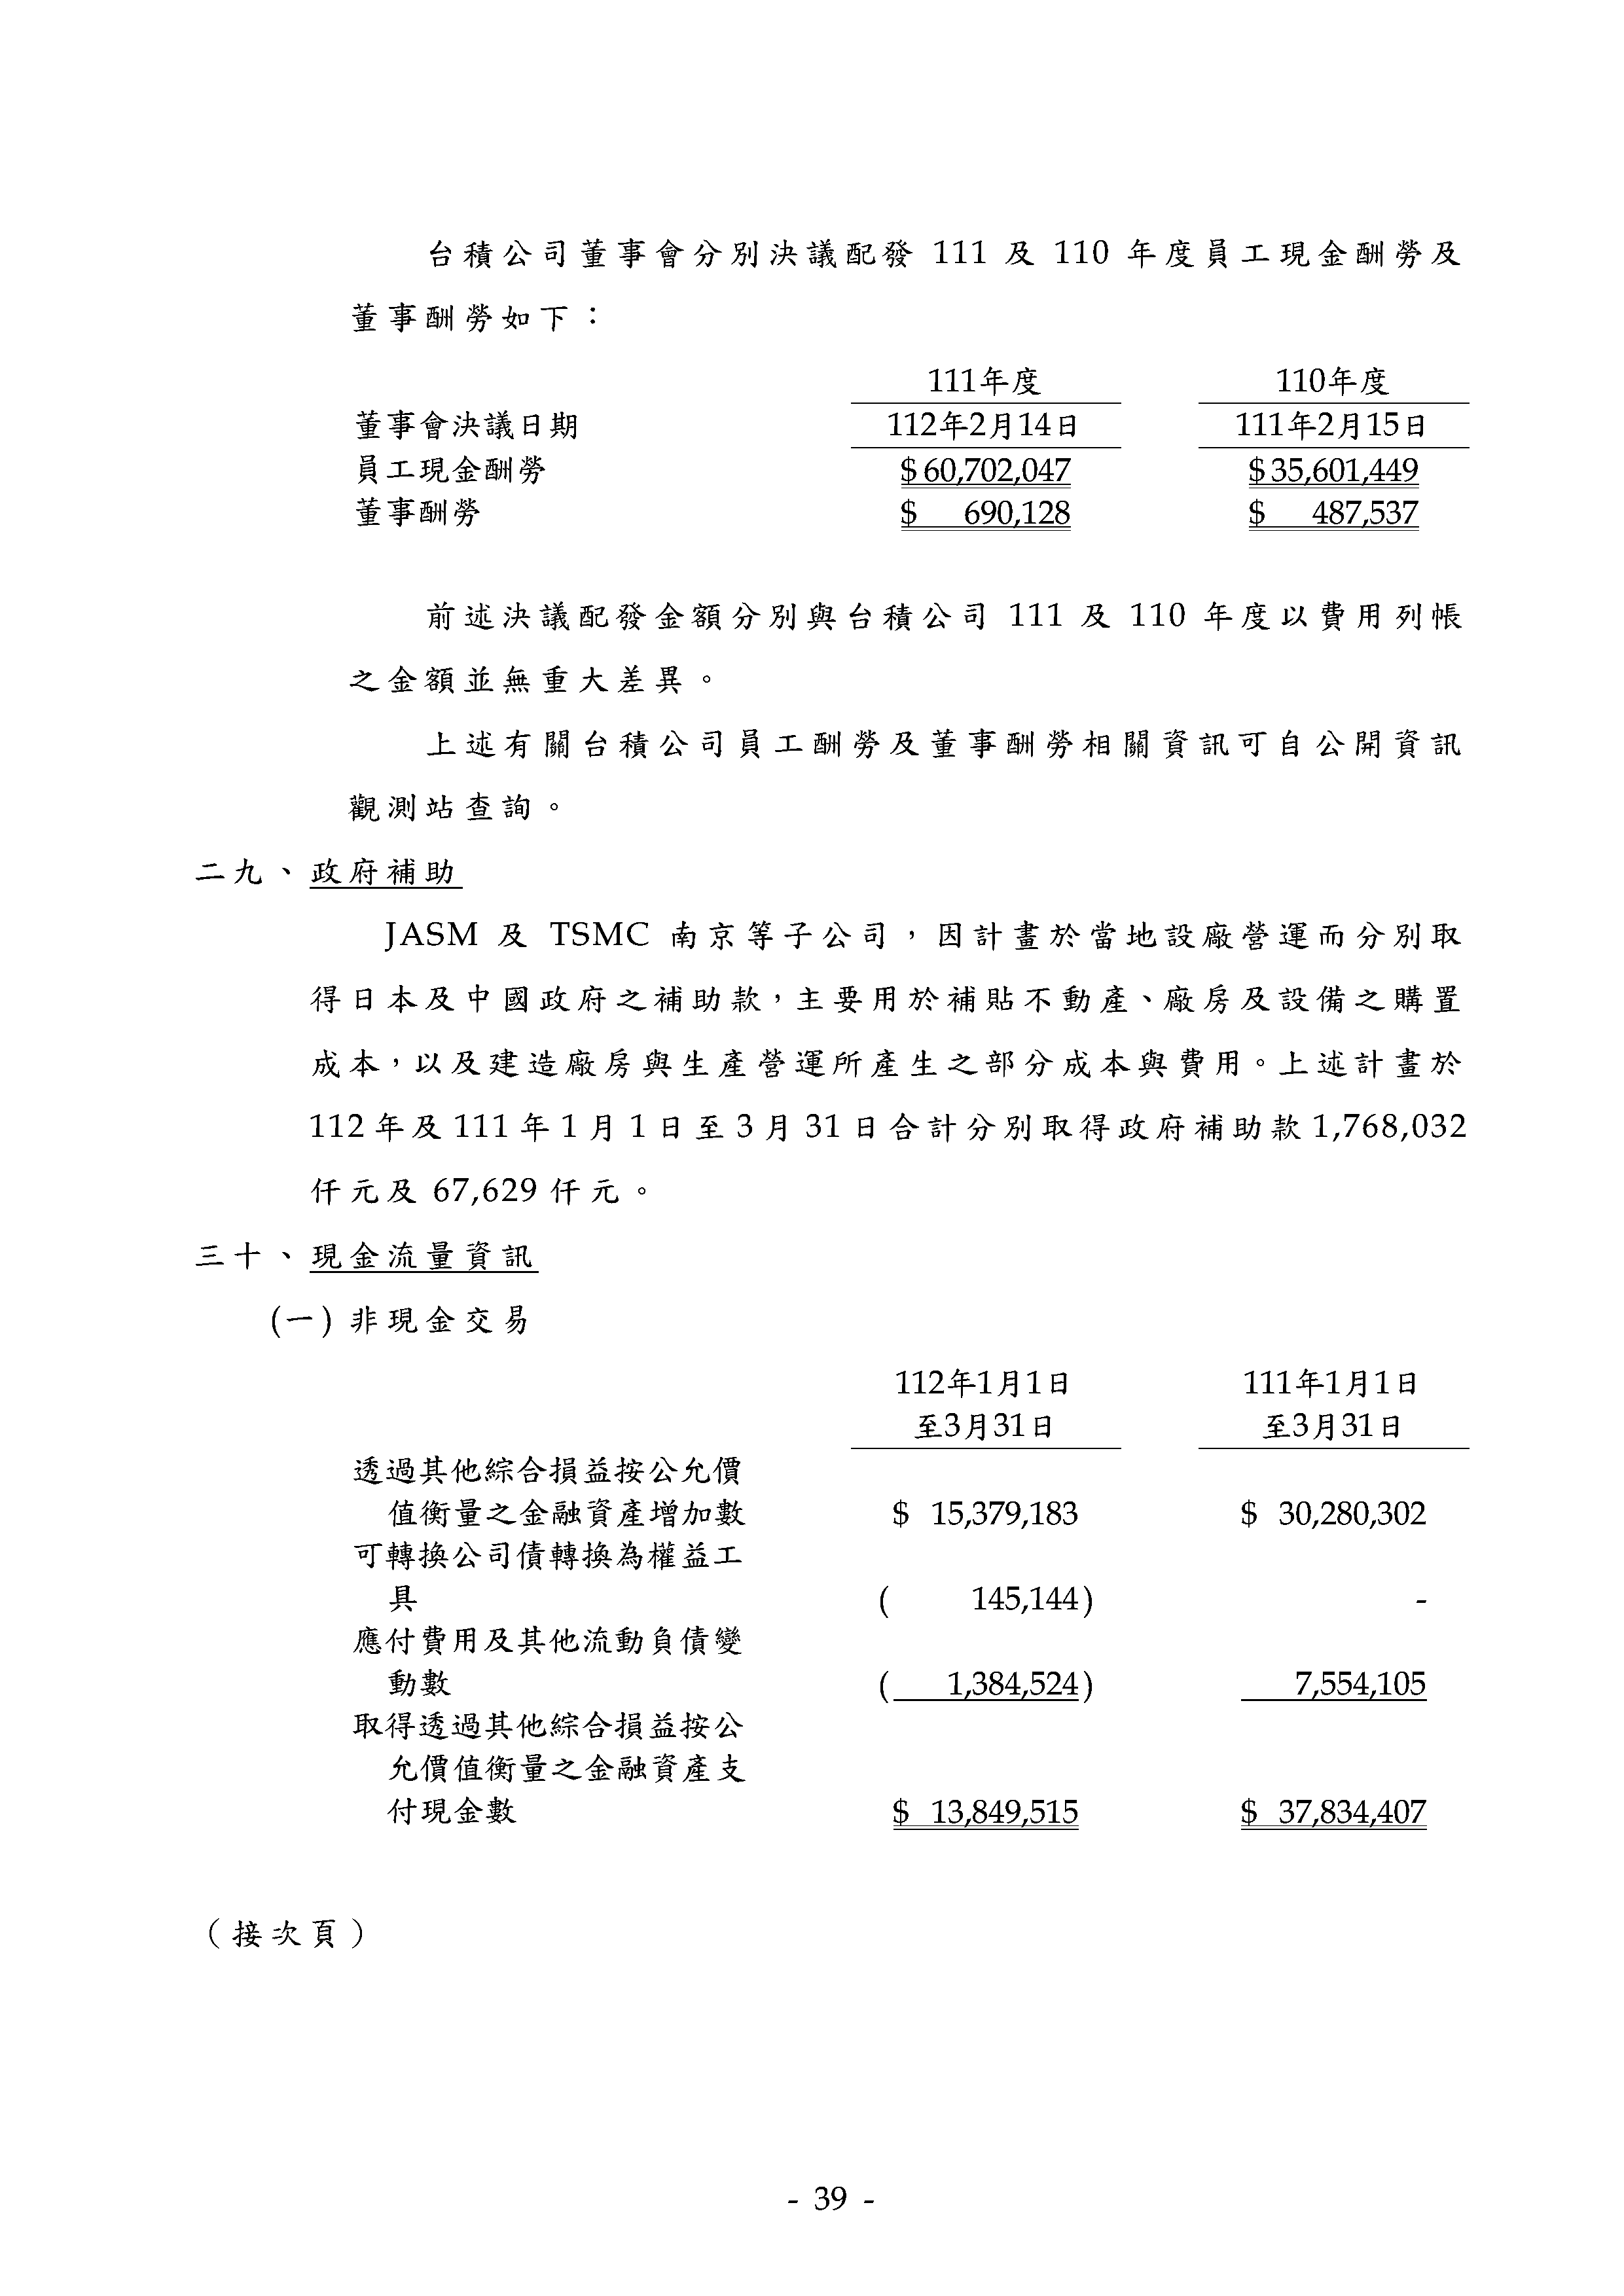 台積公司董事會分別決議配發 111 及 110 年度員工現金酬勞及
董事酬勞如下：
111年度 110年度
董事會決議日期 112年2月14日 111年2月15日
員工現金酬勞 $60,702,047 $35,601,449
董事酬勞 $ 690,128 $ 487,537
前述決議配發金額分別與台積公司 111 及 110 年度以費用列帳
之金額並無重大差異。
上述有關台積公司員工酬勞及董事酬勞相關資訊可自公開資訊
觀測站查詢。
二九、政府補助
JASM 及 TSMC 南京等子公司，因計畫於當地設廠營運而分別取
得日本及中國政府之補助款，主要用於補貼不動產、廠房及設備之購置
成本，以及建造廠房與生產營運所產生之部分成本與費用。上述計畫於
112 年及 111 年 1 月 1 日至 3 月 31 日合計分別取得政府補助款 1,768,032
仟元及 67,629 仟元。
三十、現金流量資訊
(一) 非現金交易
112年1月1日 111年1月1日
至3月31日 至3月31日
透過其他綜合損益按公允價
值衡量之金融資產增加數 $ 15,379,183 $ 30,280,302
可轉換公司債轉換為權益工
具 ( 145,144) -
應付費用及其他流動負債變
動數 ( 1,384,524) 7,554,105
取得透過其他綜合損益按公
允價值衡量之金融資產支
付現金數 $ 13,849,515 $ 37,834,407
（接次頁）
- 39 -